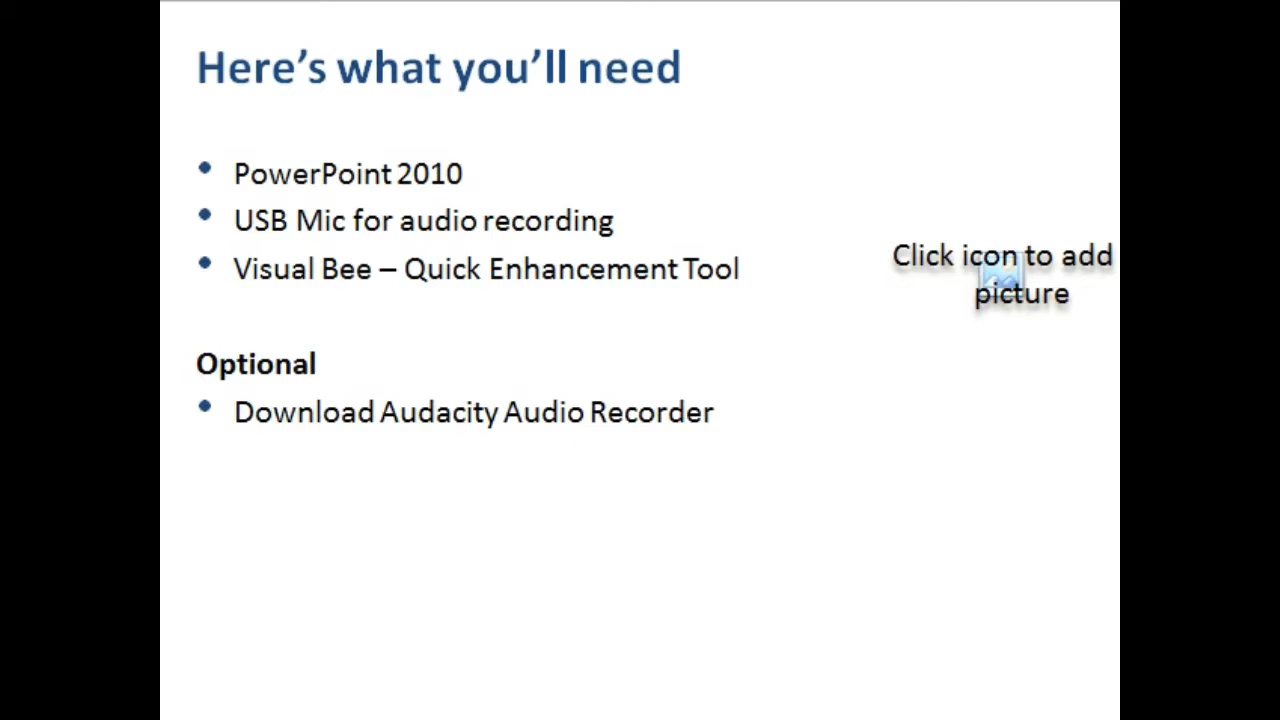 Here’s what you’ll need
• PowerPoint 2010
• USB Mic for audio recording
• Visual Bee – Quick Enhancement Tool
Click icon to add
picture
Optional
• Download Audacity Audio Recorder